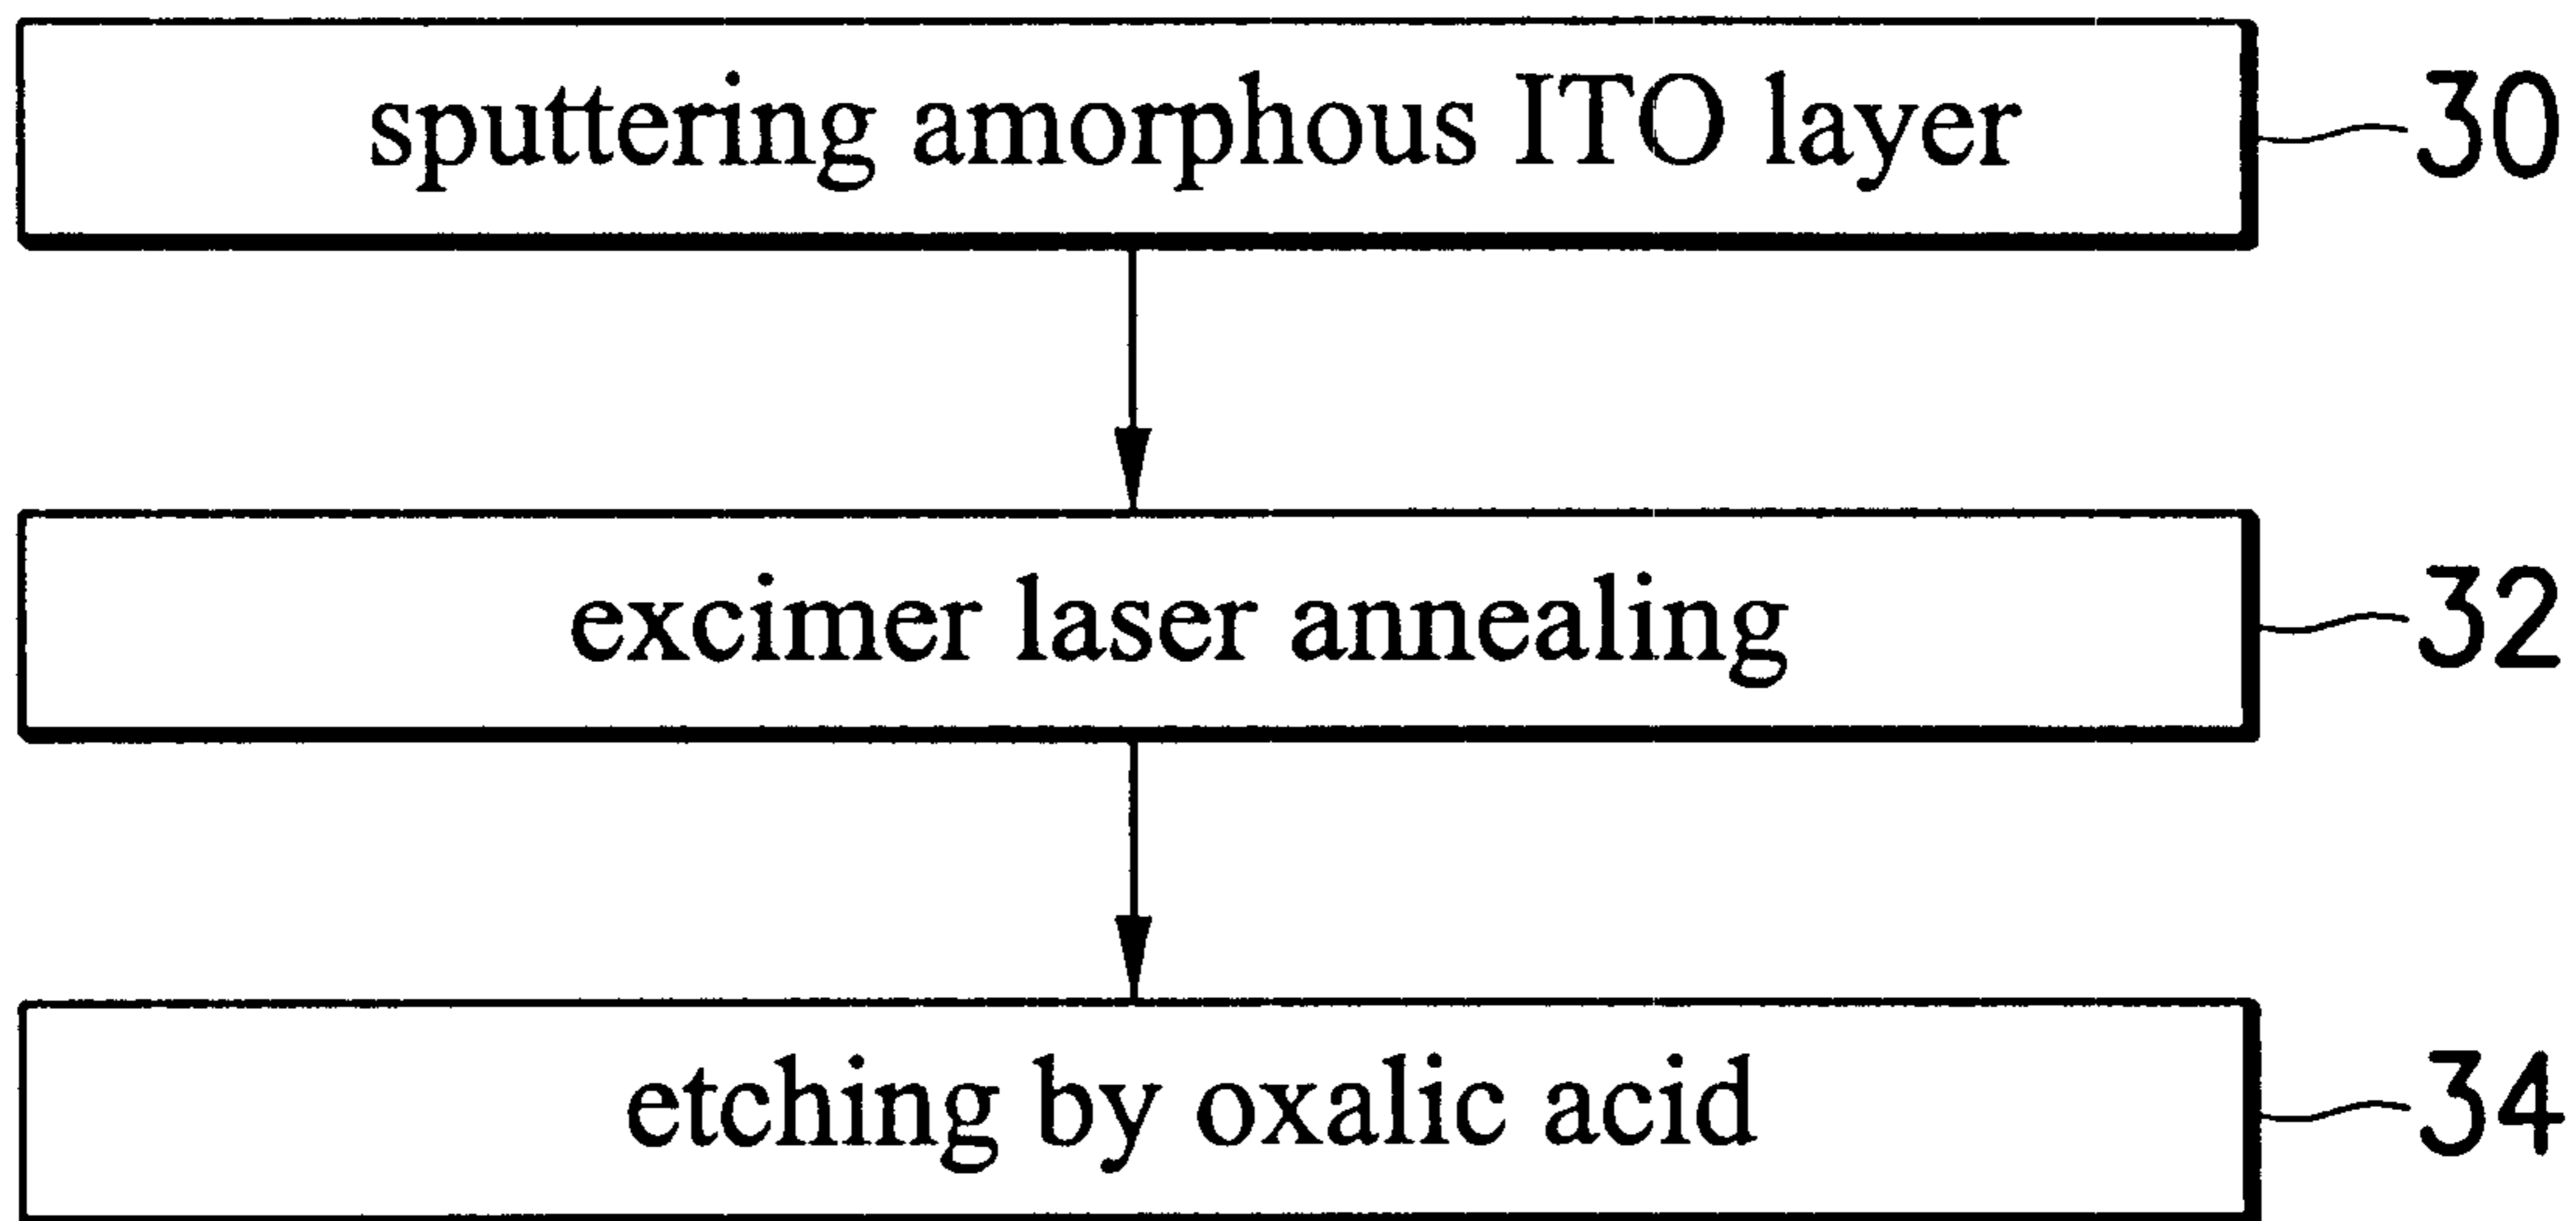 sputtering amorphous ITO layer 30
excimer laser annealing 32
etching by oxalic acid 34